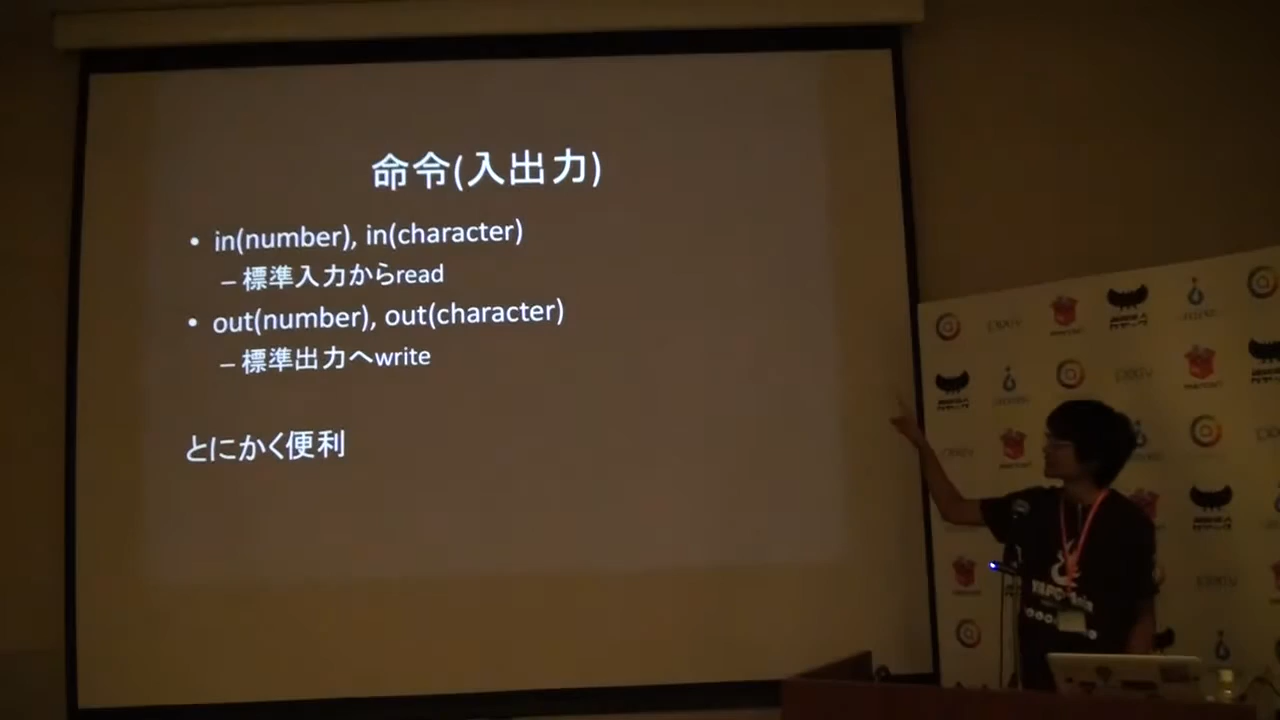 命令(入出力)
• in(number), in(character)
– 標準入力からread
• out(number), out(character)
– 標準出力へwrite
とにかく便利